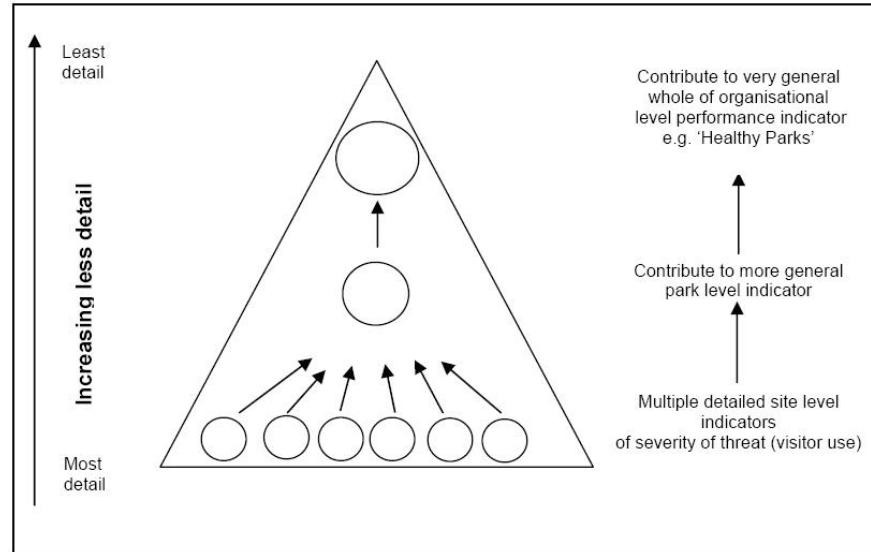 Least
detail
Increasing less detail
Most
detail
Contribute to very general
whole of organisational
level performance indicator
e.g. ‘Healthy Parks’
Contribute to more general
park level indicator
Multiple detailed site level
indicators
of severity of threat (visitor use)